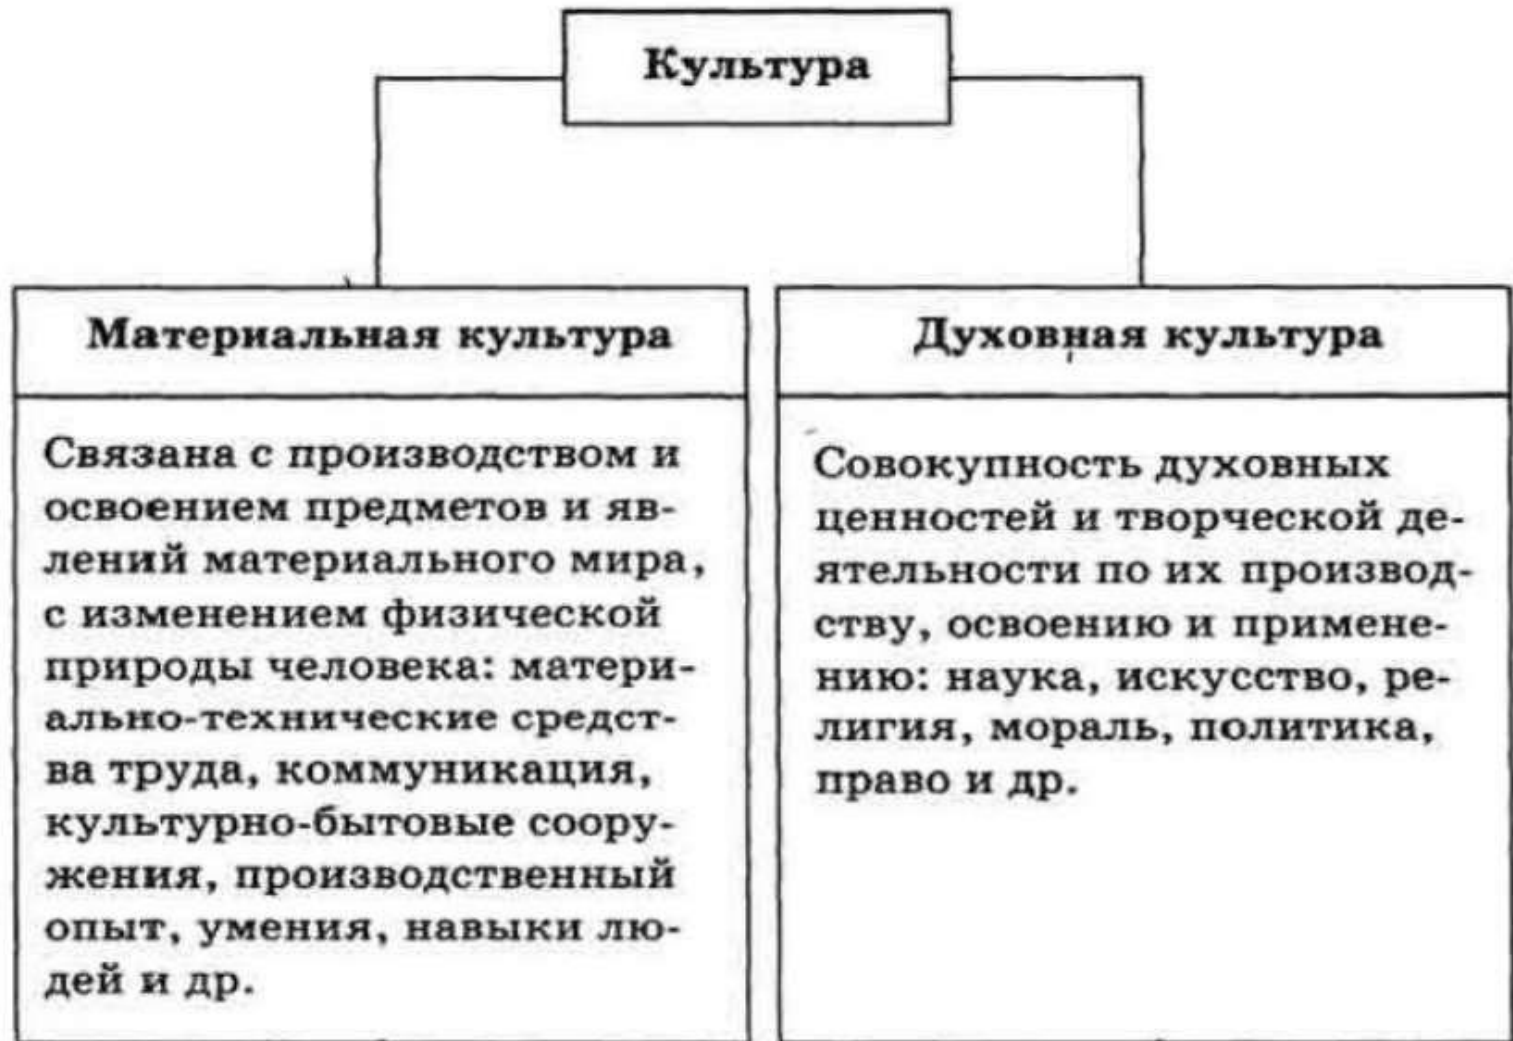 Культура
Материальная культура
Связана с производством и
освоением предметов и яв-
лений материального мира,
с изменением физической
природы человека: матери-
ально-технические средст-
ва труда, коммуникация,
культурно-бытовые соору-
жения, производственный
опыт, умения, навыки лю-
дей и др.
Духовная культура
Совокупность духовных
ценностей и творческой де-
ятельности по их производ-
ству, освоению и примене-
нию: наука, искусство, ре-
лигия, мораль, политика,
право и др.